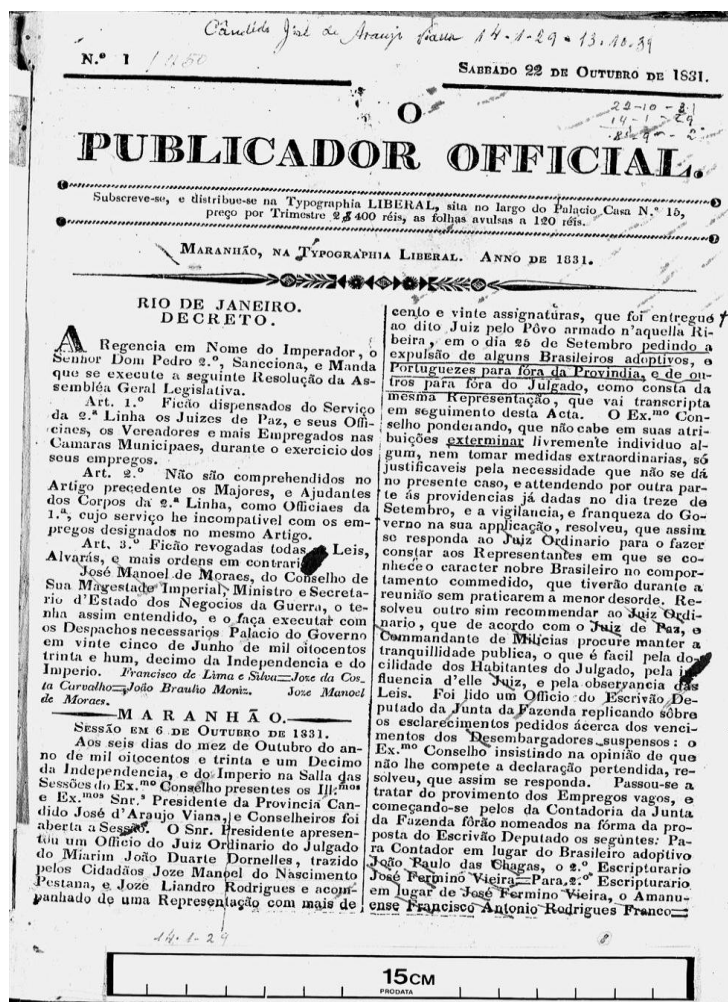 Cândido José de Araujo Viana 14-1-29 = 13.10.39
N.º 1
SABBADO 22 DE OUTUBRO DE 1831.
22-10-31
14-1-29
O
PUBLICADOR OFFICIAL.
Subscreve-se, e distribue-se na Typographia LIBERAL, sita no largo do Palacio Casa N.º 15,
preço por Trimestre 2$400 réis, as folhas avulsas a 120 réis.
MARANHÃO, NA TYPOGRAPHIA LIBERAL. ANNO DE 1831.
RIO DE JANEIRO.
DECRETO.
A Regencia em Nome do Imperador, o
Senhor Dom Pedro 2.º, Sancciona, e Manda
que se execute a seguinte Resolução da As-
sembléa Geral Legislativa.
Art. 1.º Ficão dispensados do Serviço
da 2.ª Linha os Juizes de Paz, e seus Offi-
ciaes, os Vereadores e mais Empregados nas
Camaras Municipaes, durante o exercicio dos
seus empregos.
Art. 2.º Não são comprehendidos no
Artigo precedente os Majores, e Ajudantes
dos Corpos da 2.ª Linha, como Officiaes da
1.ª, cujo serviço he incompativel com os em-
pregos designados no mesmo Artigo.
Art. 3.º Ficão revogadas todas Leis,
Alvarás, e mais ordens em contrari
José Manoel de Moraes, do Conselho de
Sua Magestade Imperial, Ministro e Secreta-
rio d'Estado dos Negocios da Guerra, o te-
nha assim entendido, e o faça executar com
os Despachos necessarios Palacio do Governo
em vinte cinco de Junho de mil oitocentos
trinta e hum, decimo da Independencia e do
Imperio. Francisco de Lima e Silva=Joze da Cos-
ta Carvalho=João Braulio Moniz. Joze Manoel
de Moraes.
MARANHÃO.
SESSÃO EM 6 DE OUTUBRO DE 1831.
Aos seis dias do mez de Outubro do an-
no de mil oitocentos e trinta e um Decimo
da Independencia, e do Imperio na Salla das
Sessões do Ex.mo Conselho presentes os Ill.mos
e Ex.mos Snr.s Presidente da Provincia Can-
dido José d'Araujo Viana, e Conselheiros foi
aberta a Sessão. O Snr. Presidente apresen-
tou um Officio do Juiz Ordinario do Julgado
do Miarim João Duarte Dornelles, trazido
pelos Cidadãos Joze Manoel do Nascimento
Pestana, e Joze Liandro Rodrigues e acom-
panhado de uma Representação com mais de
cento e vinte assignaturas, que foi entregue
ao dito Juiz pelo Pôvo armado n'aquella Ri-
beira, em o dia 25 de Setembro pedindo a
expulsão de alguns Brasileiros adoptivos, e
Portuguezes para fóra da Provindia, e de ou-
tros para fóra do Julgado, como consta da
mesma Representação, que vai transcripta
em seguimento desta Acta. O Ex.mo Con-
selho ponderando, que não cabe em suas atri-
buições exterminar livremente individuo al-
gum, nem tomar medidas extraordinarias, só
justificaveis pela necessidade que não se dá
no presente caso, e attendendo por outra par-
te ás providencias já dadas no dia treze de
Setembro, e a vigilancia, e franqueza do Go-
verno na sua applicação, resolveu, que assim
se responda ao Juiz Ordinario para o fazer
constar aos Representantes em que se co-
nhece o caracter nobre Brasileiro no compor-
tamento commedido, que tiverão durante a
reunião sem praticarem a menor desorde. Re-
solveu outro sim recommendar ao Juiz Ordi-
nario, que de acordo com o Juiz de Paz, e
Commandante de Milicias procure manter a
tranquilidade publica, o que é facil pela do-
cilidade dos Habitantes do Julgado, pela
fluencia d'elle Juiz, e pela observancia das
Leis. Foi lido um Officio do Escrivão De-
putado da Junta da Fazenda replicando sôbre
os esclarecimentos pedidos ácerca dos venci-
mentos dos Desembargadores suspensos: o
Ex.mo Conselho insistindo na opinião de que
não lhe compete a declaração pertendida, re-
solveu, que assim se responda. Passou-se a
tratar do provimento dos Empregos vagos, e
começando-se pelos da Contadoria da Junta
da Fazenda fôrão nomeados na fórma da pro-
posta do Escrivão Deputado os segúntes: Pa-
ra Contador em lugar do Brasileiro adoptivo
João Paulo das Chagas, o 2.º Escripturario
José Fermino Vieira=Para 2.º Escripturario
em lugar de José Fermino Vieira, o Amanu-
ense Francisco Antonio Rodrigues Franco=
14-1-29
8
15CM
PRODATA